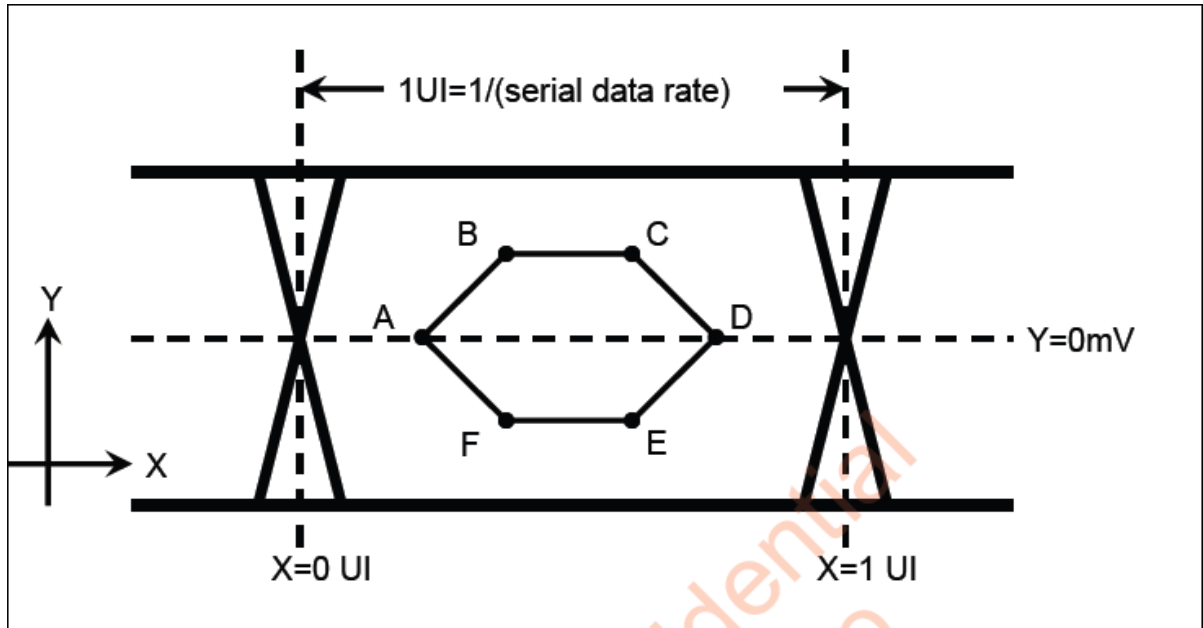 1UI=1/(serial data rate)
B
C
Y
A
D
Y=0mV
F
E
X
X=0 UI
X=1 UI